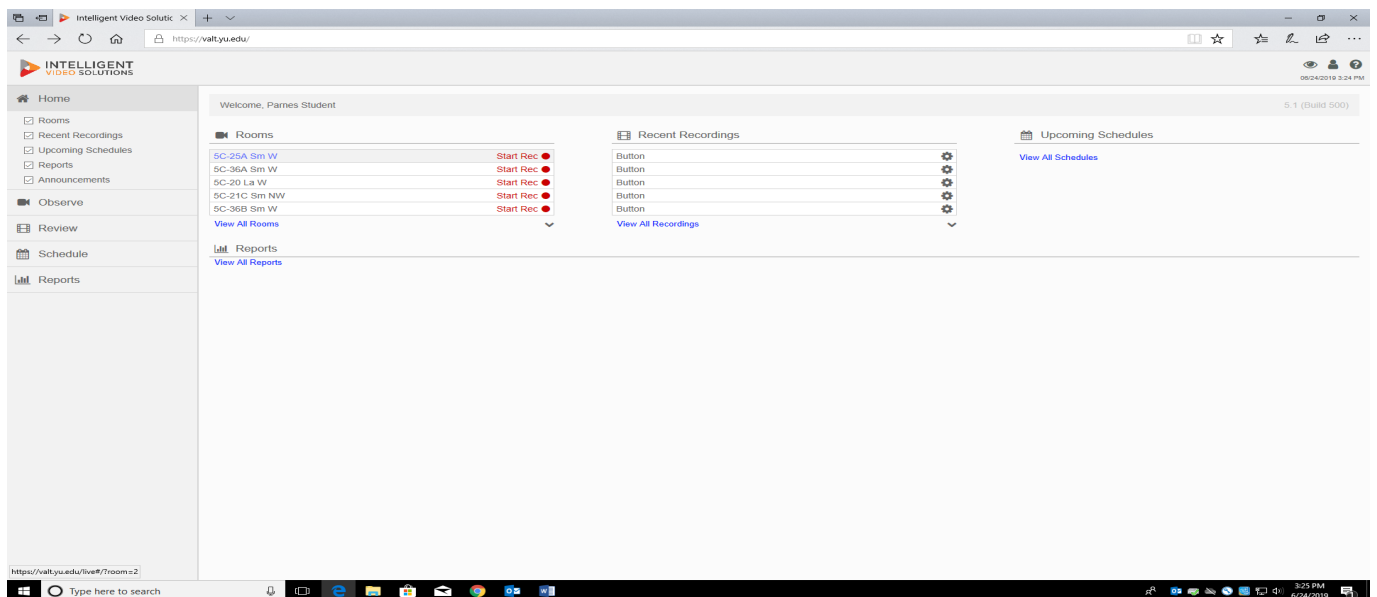 Intelligent Video Solutic
https://valt.yu.edu/
INTELLIGENT
VIDEO SOLUTIONS
06/24/2019 3:24 PM
Home
Rooms
Recent Recordings
Upcoming Schedules
Reports
Announcements
Observe
Review
Schedule
Reports
Welcome, Parnes Student
5.1 (Build 500)
Rooms
5C-25A Sm W Start Rec
5C-36A Sm W Start Rec
5C-20 La W Start Rec
5C-21C Sm NW Start Rec
5C-36B Sm W Start Rec
View All Rooms
Recent Recordings
Button
Button
Button
Button
Button
View All Recordings
Upcoming Schedules
View All Schedules
Reports
View All Reports
https://valt.yu.edu/live#/?room=2
Type here to search
3:25 PM
6/24/2019